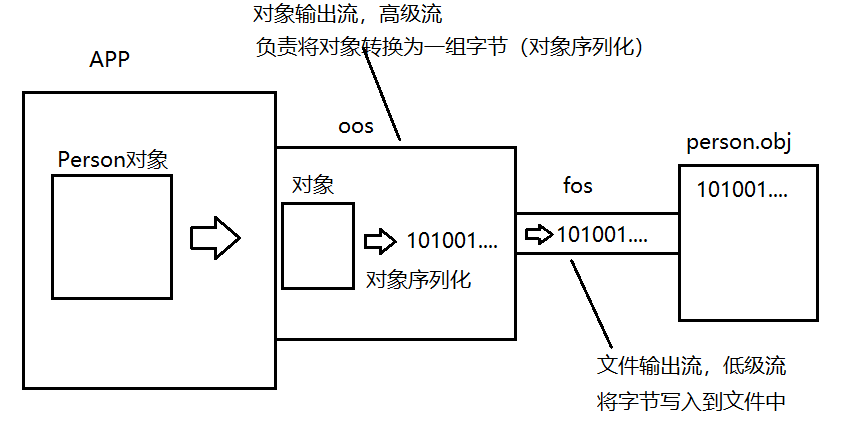 对象输出流，高级流
负责将对象转换为一组字节（对象序列化）
APP
oos
person.obj
Person对象
对象
fos
101001....
101001....
101001....
对象序列化
文件输出流，低级流
将字节写入到文件中